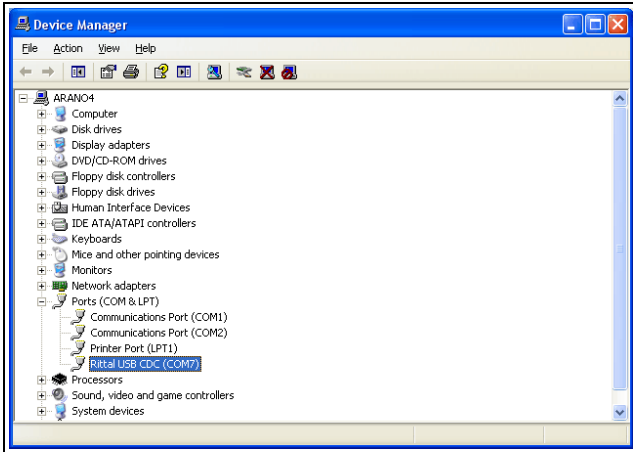 Device Manager
File Action View Help
ARANO4
Computer
Disk drives
Display adapters
DVD/CD-ROM drives
Floppy disk controllers
Floppy disk drives
Human Interface Devices
IDE ATA/ATAPI controllers
Keyboards
Mice and other pointing devices
Monitors
Network adapters
Ports (COM & LPT)
Communications Port (COM1)
Communications Port (COM2)
Printer Port (LPT1)
Rittal USB CDC (COM7)
Processors
Sound, video and game controllers
System devices